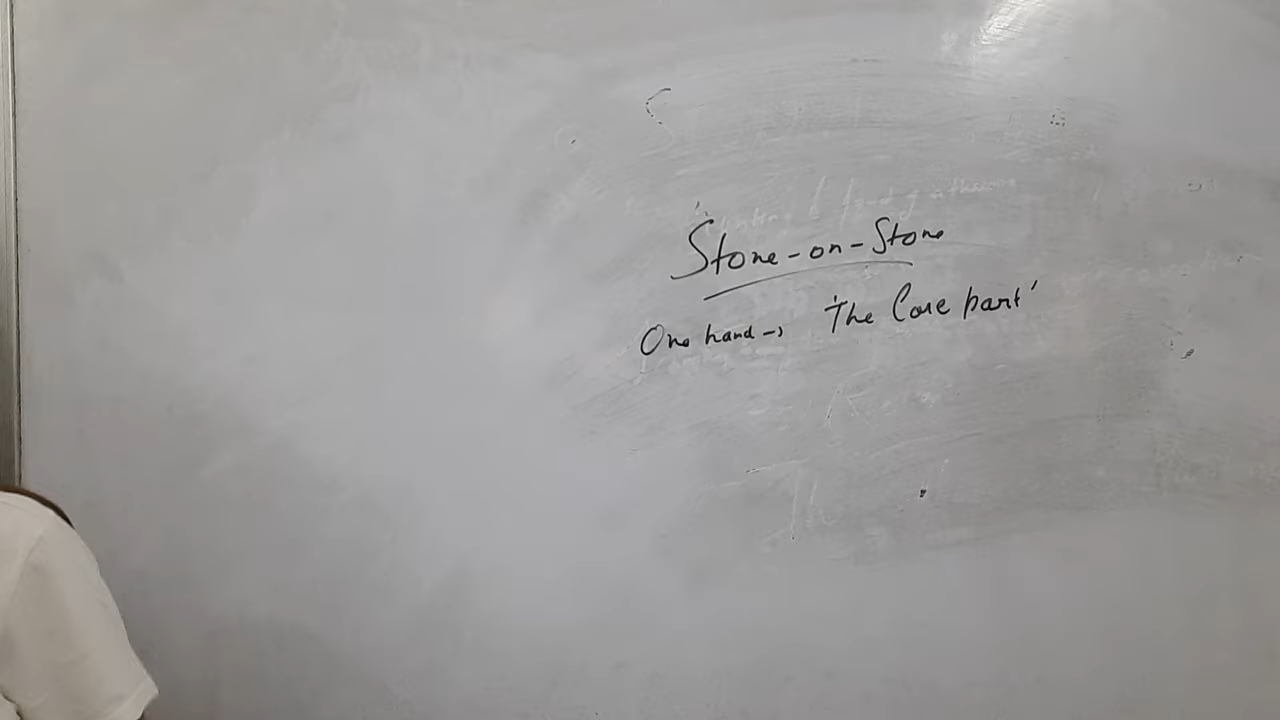 Stone-on-Stone
One hand → 'The Core part'